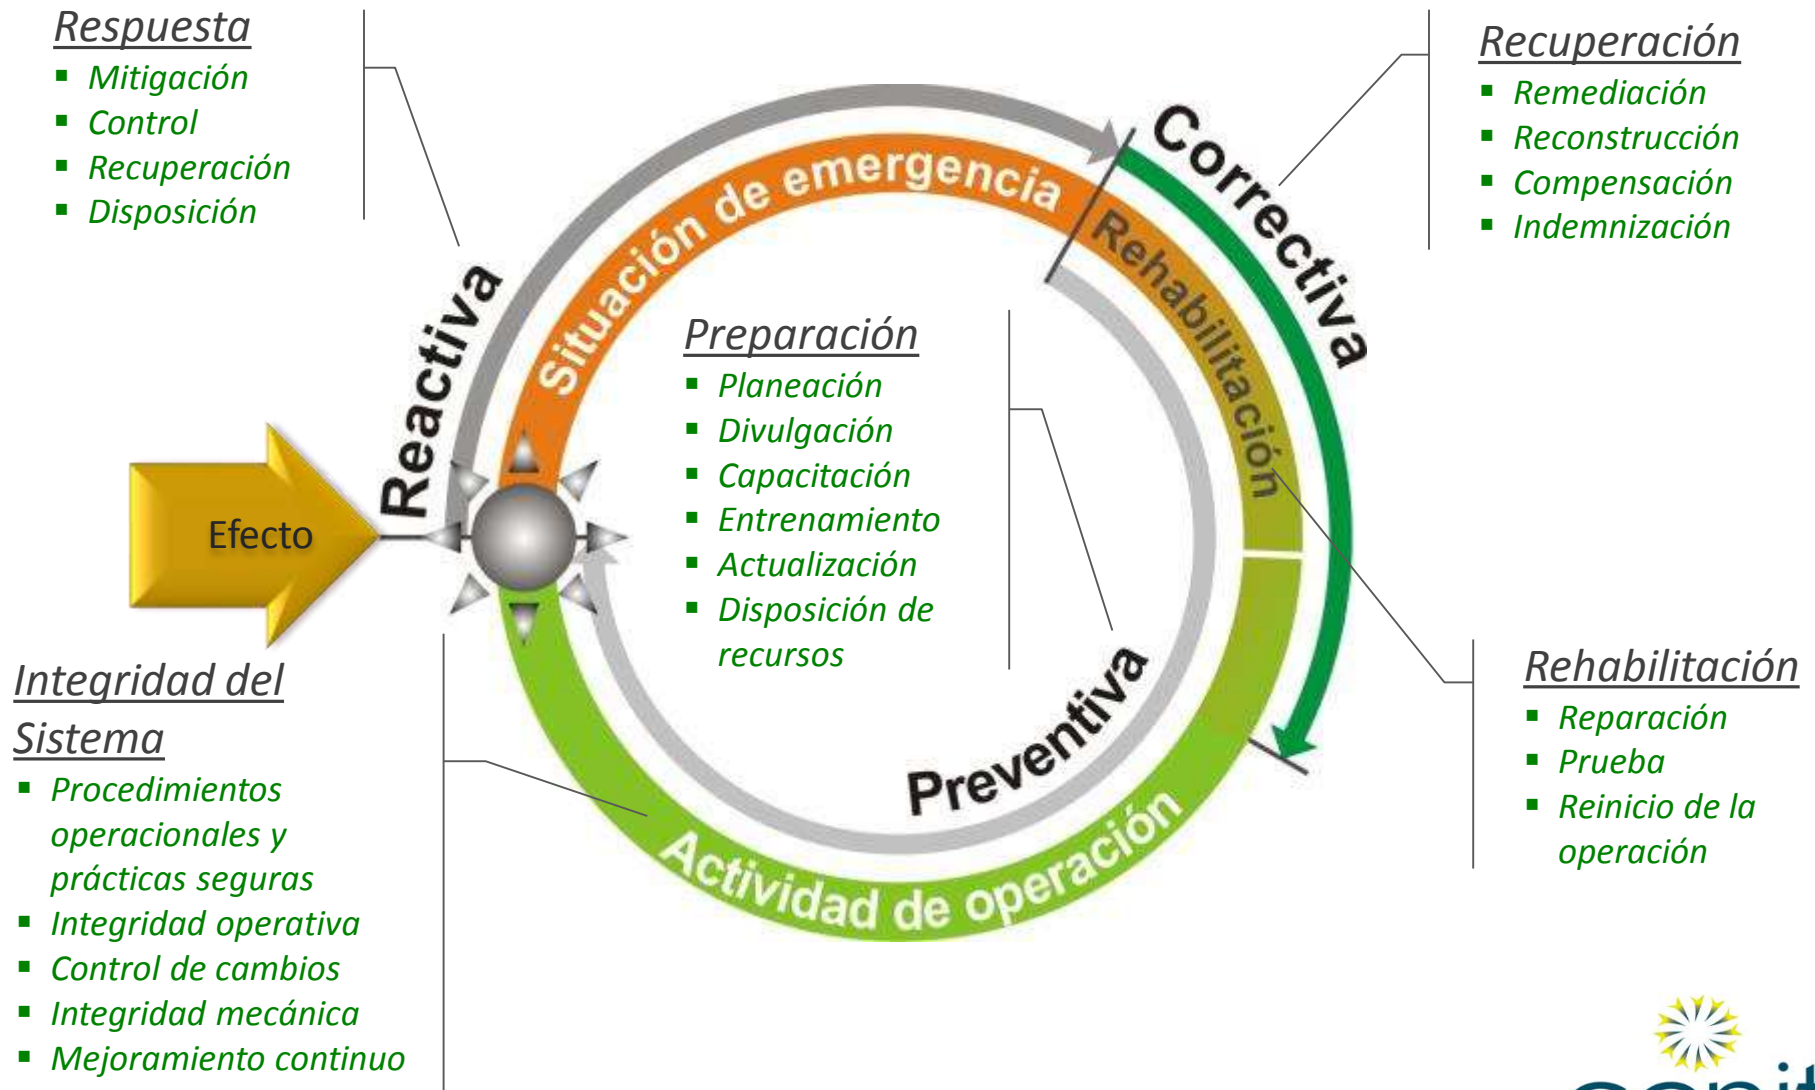 Respuesta
Mitigación
Control
Recuperación
Disposición
Recuperación
Remediación
Reconstrucción
Compensación
Indemnización
Reactiva
Situación de emergencia
Correctiva
Rehabilitación
Preparación
Planeación
Divulgación
Capacitación
Entrenamiento
Actualización
Disposición de
recursos
Efecto
Preventiva
Actividad de operación
Integridad del
Sistema
Procedimientos
operacionales y
prácticas seguras
Integridad operativa
Control de cambios
Integridad mecánica
Mejoramiento continuo
Rehabilitación
Reparación
Prueba
Reinicio de la
operación